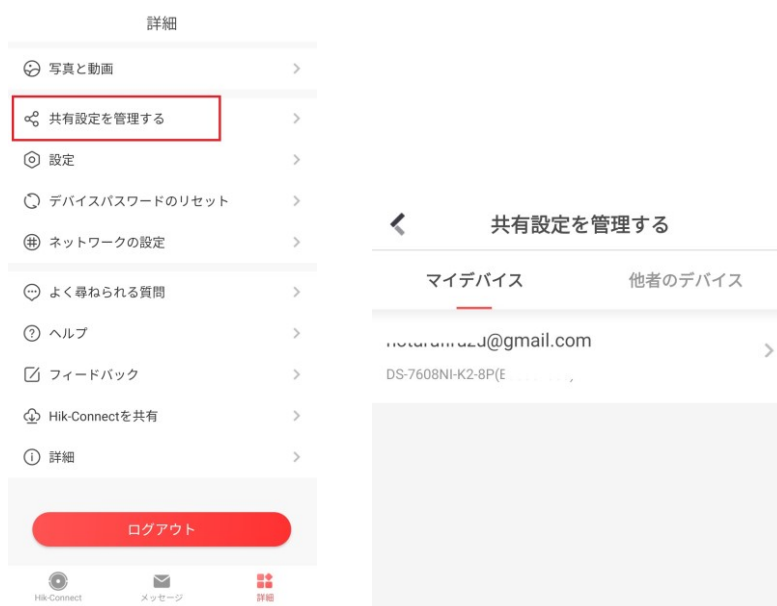 詳細
写真と動画
共有設定を管理する
設定
デバイスパスワードのリセット
ネットワークの設定
よく尋ねられる質問
ヘルプ
フィードバック
Hik-Connectを共有
詳細
ログアウト
Hik-Connect
メッセージ
詳細
共有設定を管理する
マイデバイス
他者のデバイス
@gmail.com
DS-7608NI-K2-8P(E